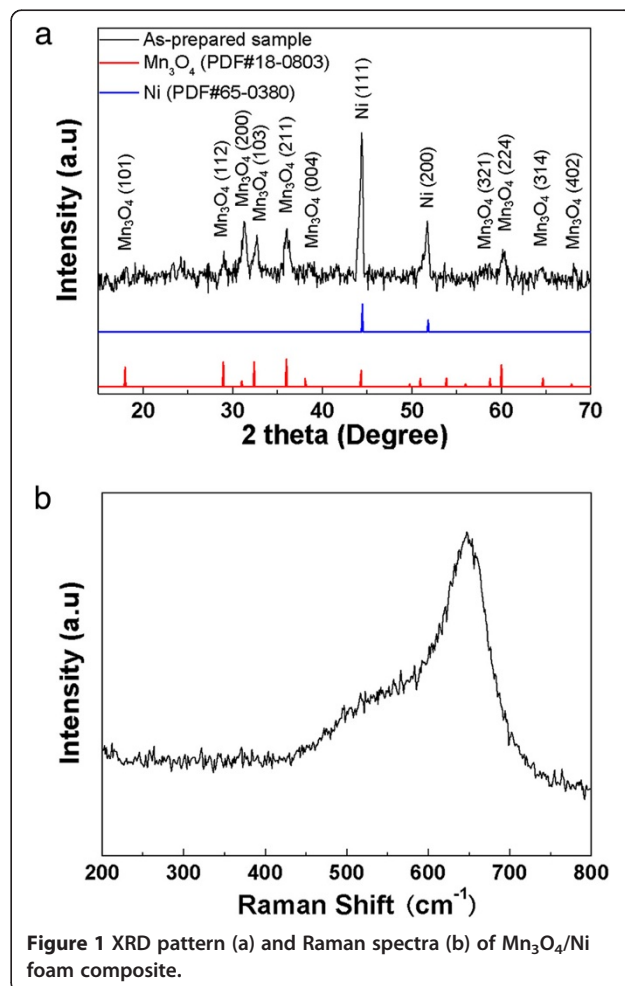 a
As-prepared sample
Mn₃O₄ (PDF#18-0803)
Ni (PDF#65-0380)
Mn₃O₄ (101)
Mn₃O₄ (112)
Mn₃O₄ (200)
Mn₃O₄ (103)
Mn₃O₄ (211)
Mn₃O₄ (004)
Ni (111)
Ni (200)
Mn₃O₄ (321)
Mn₃O₄ (224)
Mn₃O₄ (314)
Mn₃O₄ (402)
Intensity (a.u)
20 30 40 50 60 70
2 theta (Degree)
b
Intensity (a.u)
200 300 400 500 600 700 800
Raman Shift (cm⁻¹)
Figure 1 XRD pattern (a) and Raman spectra (b) of Mn₃O₄/Ni
foam composite.